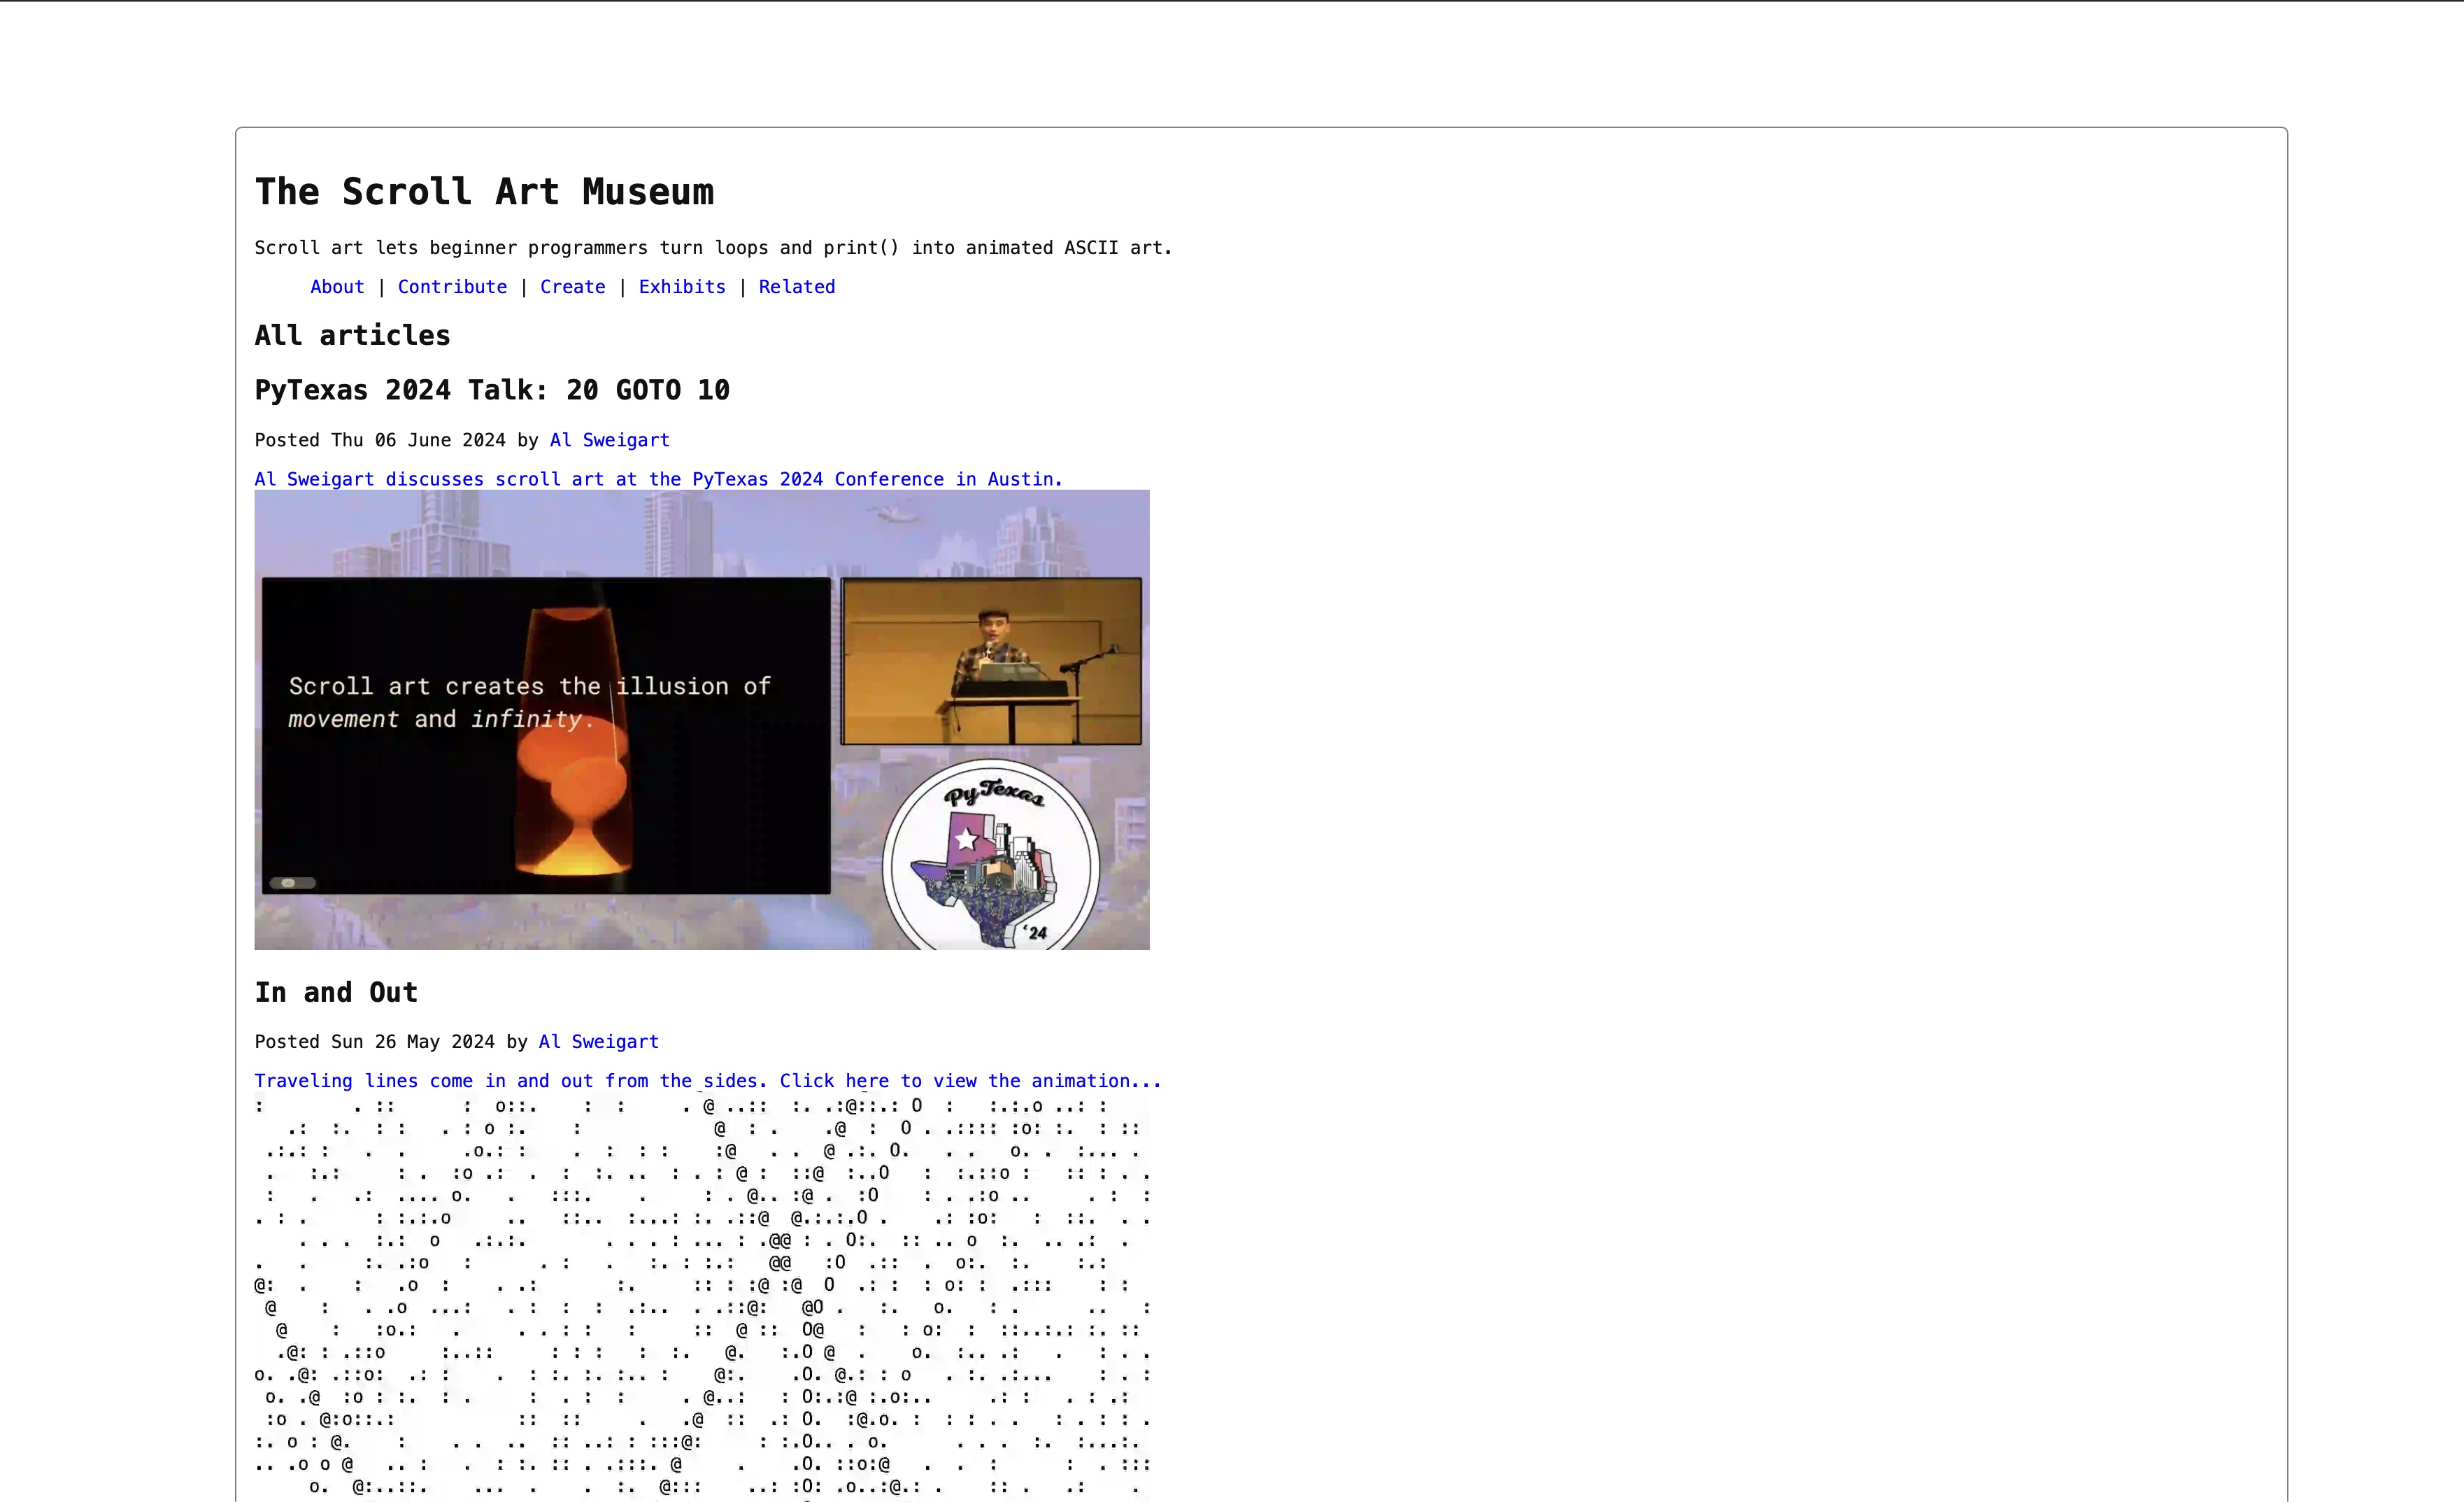 The Scroll Art Museum
Scroll art lets beginner programmers turn loops and print() into animated ASCII art.
About | Contribute | Create | Exhibits | Related
All articles
PyTexas 2024 Talk: 20 GOTO 10
Posted Thu 06 June 2024 by Al Sweigart
Al Sweigart discusses scroll art at the PyTexas 2024 Conference in Austin.
Scroll art creates the illusion of
movement and infinity.
PyTexas
'24
In and Out
Posted Sun 26 May 2024 by Al Sweigart
Traveling lines come in and out from the sides. Click here to view the animation...